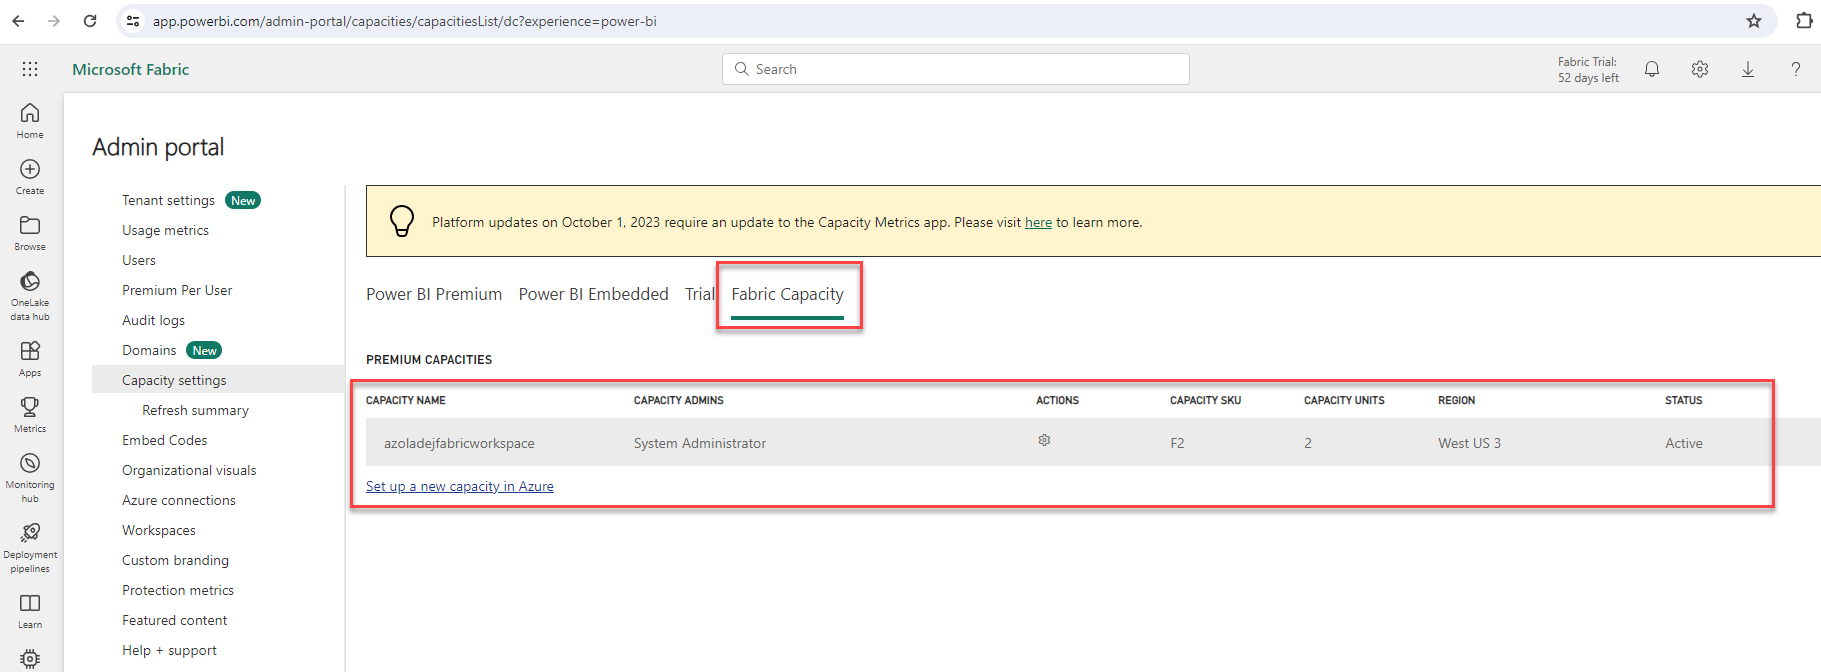 app.powerbi.com/admin-portal/capacities/capacitiesList/dc?experience=power-bi
Microsoft Fabric
Search
Fabric Trial:
52 days left
?
Home
Create
Browse
OneLake
data hub
Apps
Metrics
Monitoring
hub
Deployment
pipelines
Learn
Admin portal
Tenant settings New
Usage metrics
Users
Premium Per User
Audit logs
Domains New
Capacity settings
Refresh summary
Embed Codes
Organizational visuals
Azure connections
Workspaces
Custom branding
Protection metrics
Featured content
Help + support
Platform updates on October 1, 2023 require an update to the Capacity Metrics app. Please visit here to learn more.
Power BI Premium Power BI Embedded Trial Fabric Capacity
PREMIUM CAPACITIES
CAPACITY NAME CAPACITY ADMINS ACTIONS CAPACITY SKU CAPACITY UNITS REGION STATUS
azoladejfabricworkspace System Administrator F2 2 West US 3 Active
Set up a new capacity in Azure